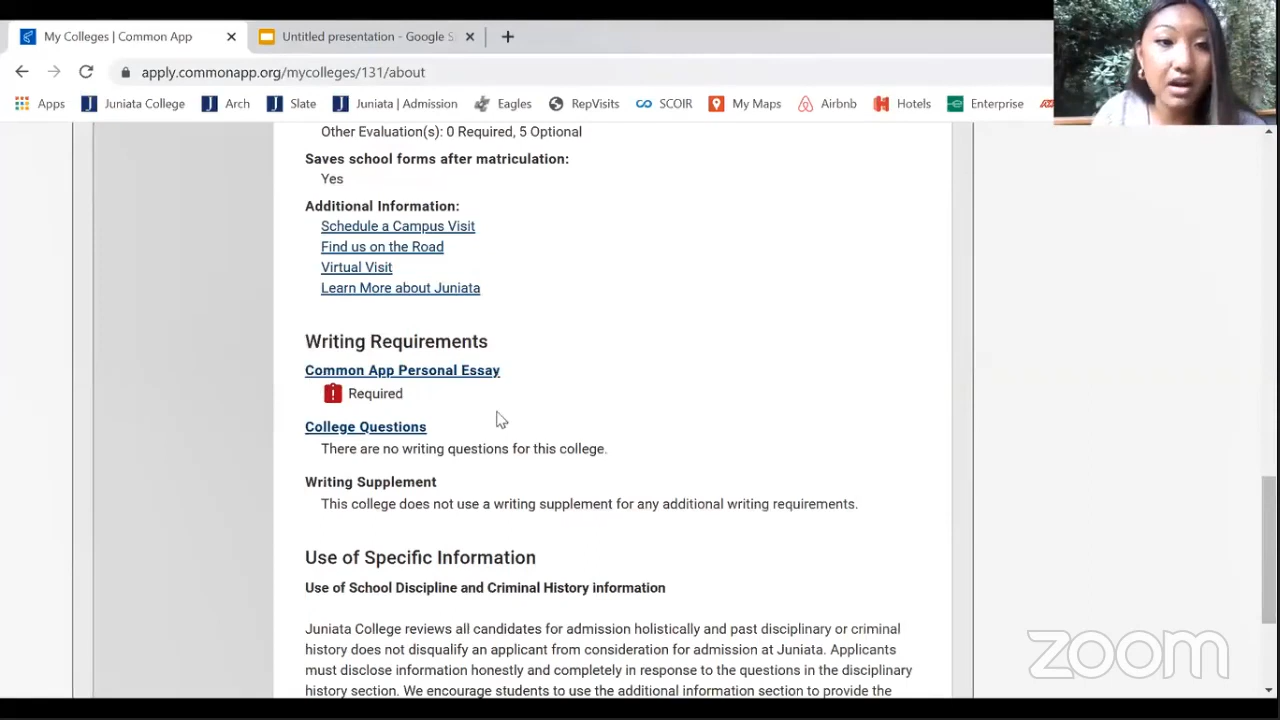 My Colleges | Common App
Untitled presentation - Google S
apply.commonapp.org/mycolleges/131/about
Apps Juniata College Arch Slate Juniata | Admission Eagles RepVisits SCOIR My Maps Airbnb Hotels Enterprise
Other Evaluation(s): 0 Required, 5 Optional
Saves school forms after matriculation:
Yes
Additional Information:
Schedule a Campus Visit
Find us on the Road
Virtual Visit
Learn More about Juniata
Writing Requirements
Common App Personal Essay
Required
College Questions
There are no writing questions for this college.
Writing Supplement
This college does not use a writing supplement for any additional writing requirements.
Use of Specific Information
Use of School Discipline and Criminal History information
Juniata College reviews all candidates for admission holistically and past disciplinary or criminal
history does not disqualify an applicant from consideration for admission at Juniata. Applicants
must disclose information honestly and completely in response to the questions in the disciplinary
history section. We encourage students to use the additional information section to provide the
zoom